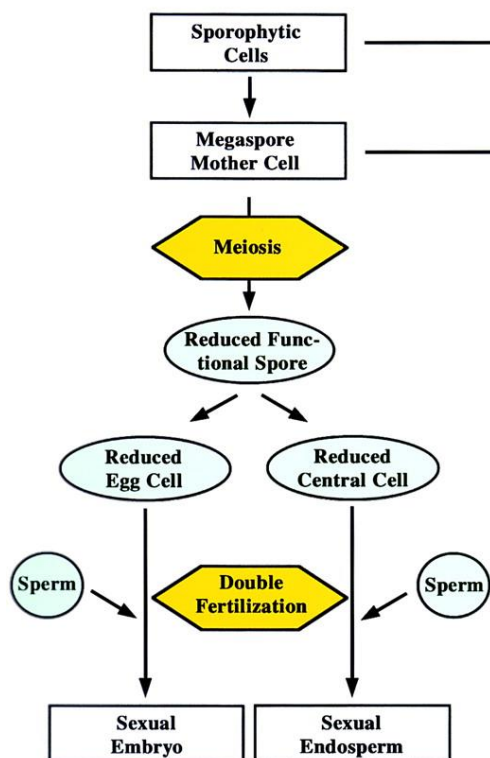 Sporophytic
Cells
Megaspore
Mother Cell
Meiosis
Reduced Func-
tional Spore
Reduced
Egg Cell
Reduced
Central Cell
Sperm
Double
Fertilization
Sperm
Sexual
Embryo
Sexual
Endosperm